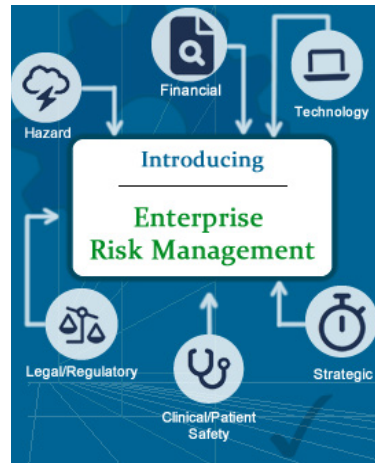 Financial
Technology
Hazard
Introducing
Enterprise
Risk Management
Legal/Regulatory
Strategic
Clinical/Patient
Safety